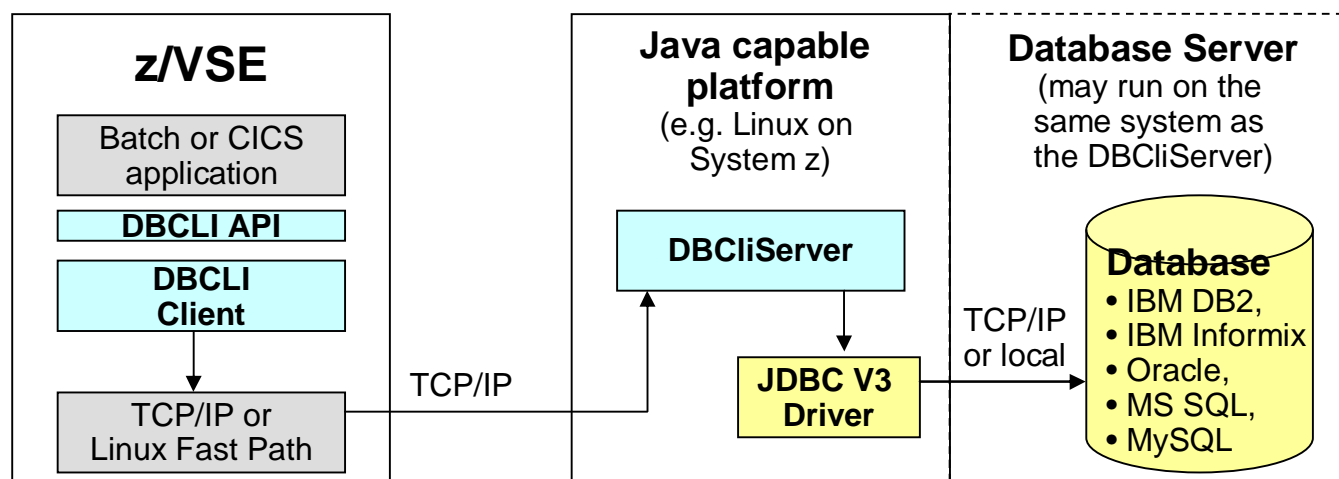 z/VSE
Batch or CICS
application
DBCLI API
DBCLI
Client
TCP/IP or
Linux Fast Path
TCP/IP
Java capable
platform
(e.g. Linux on
System z)
DBCliServer
JDBC V3
Driver
TCP/IP
or local
Database Server
(may run on the
same system as
the DBCliServer)
Database
• IBM DB2,
• IBM Informix
• Oracle,
• MS SQL,
• MySQL